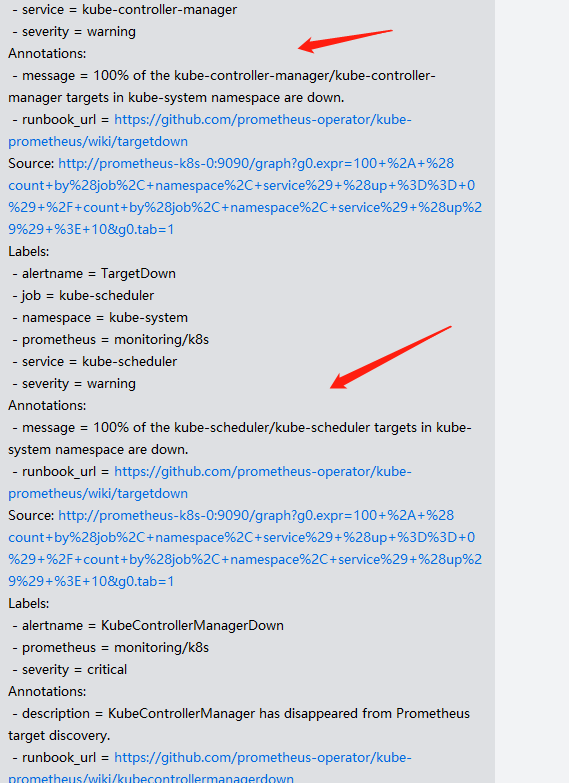 - service = kube-controller-manager
- severity = warning
Annotations:
- message = 100% of the kube-controller-manager/kube-controller-
manager targets in kube-system namespace are down.
- runbook_url = https://github.com/prometheus-operator/kube-
prometheus/wiki/targetdown
Source: http://prometheus-k8s-0:9090/graph?g0.expr=100+%2A+%28
count+by%28job%2C+namespace%2C+service%29+%28up+%3D%3D+0
%29+%2F+count+by%28job%2C+namespace%2C+service%29+%28up%2
9%29+%3E+10&g0.tab=1
Labels:
- alertname = TargetDown
- job = kube-scheduler
- namespace = kube-system
- prometheus = monitoring/k8s
- service = kube-scheduler
- severity = warning
Annotations:
- message = 100% of the kube-scheduler/kube-scheduler targets in kube-
system namespace are down.
- runbook_url = https://github.com/prometheus-operator/kube-
prometheus/wiki/targetdown
Source: http://prometheus-k8s-0:9090/graph?g0.expr=100+%2A+%28
count+by%28job%2C+namespace%2C+service%29+%28up+%3D%3D+0
%29+%2F+count+by%28job%2C+namespace%2C+service%29+%28up%2
9%29+%3E+10&g0.tab=1
Labels:
- alertname = KubeControllerManagerDown
- prometheus = monitoring/k8s
- severity = critical
Annotations:
- description = KubeControllerManager has disappeared from Prometheus
target discovery.
- runbook_url = https://github.com/prometheus-operator/kube-
prometheus/wiki/kubecontrollermanagerdown